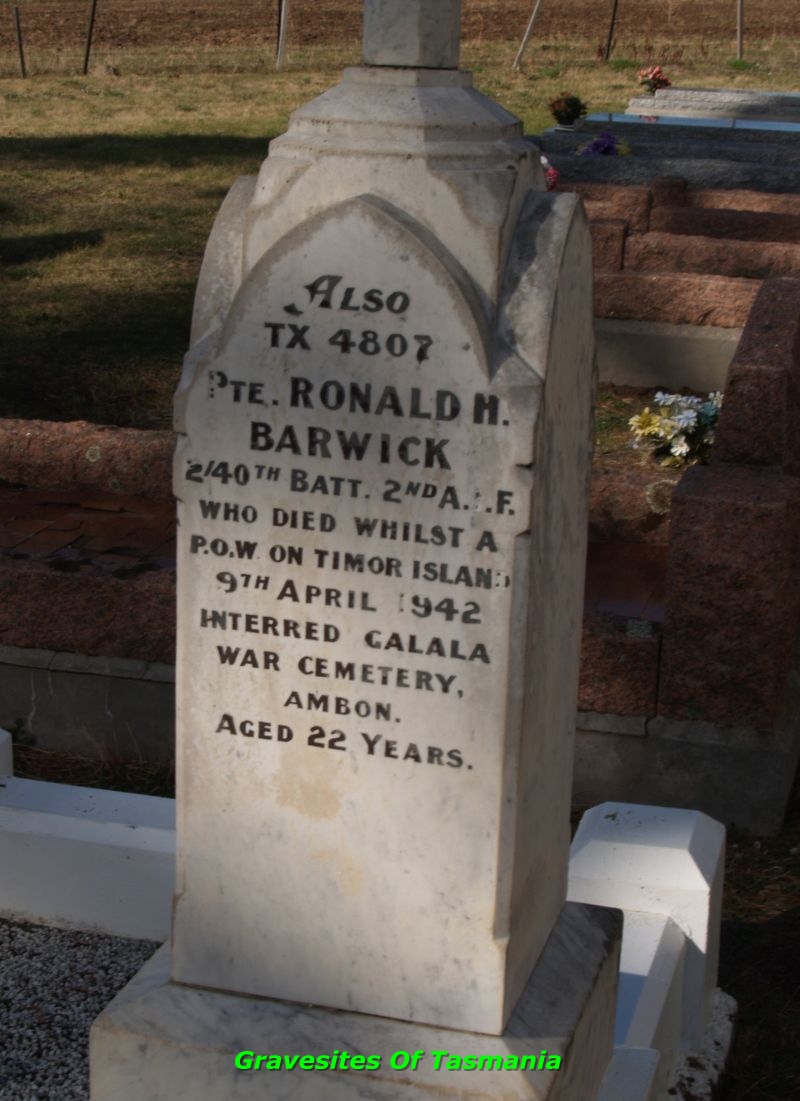 Also
TX 4807
Pte. RONALD H.
BARWICK
2/40TH BATT. 2ND A.I.F.
WHO DIED WHILST A
P.O.W. ON TIMOR ISLAND
9TH APRIL 1942
INTERRED GALALA
WAR CEMETERY,
AMBON.
AGED 22 YEARS.
Gravesites Of Tasmania